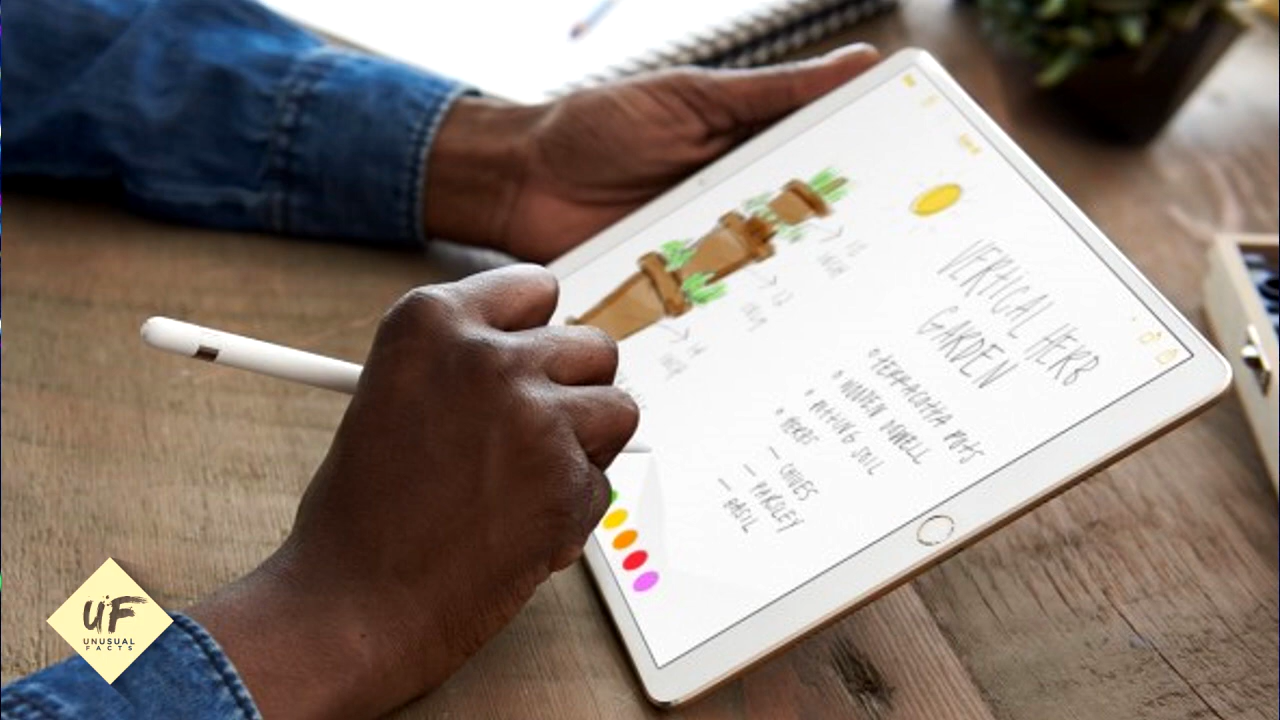 VERTICAL HERB
GARDEN
TERRACOTTA POTS
WOODEN DOWELL
POTTING SOIL
HERBS
— CHIVES
— PARSLEY
— BASIL
UF
UNUSUAL
FACTS